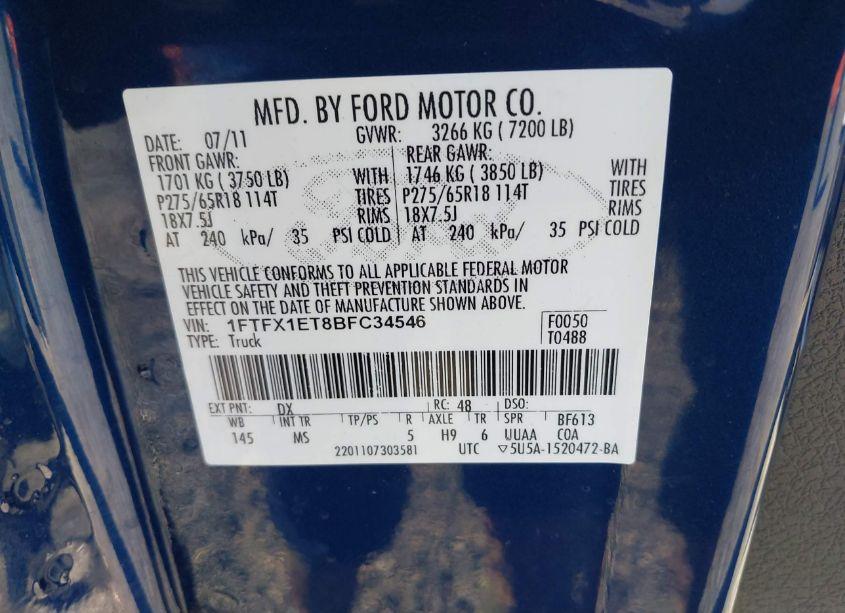 MFD. BY FORD MOTOR CO.
DATE: 07/11 GVWR: 3266 KG ( 7200 LB)
FRONT GAWR: REAR GAWR:
1701 KG ( 3750 LB) WITH 1746 KG ( 3850 LB) WITH
P275/65R18 114T TIRES P275/65R18 114T TIRES
18X7.5J RIMS 18X7.5J RIMS
AT 240 kPa/ 35 PSI COLD AT 240 kPa/ 35 PSI COLD
THIS VEHICLE CONFORMS TO ALL APPLICABLE FEDERAL MOTOR
VEHICLE SAFETY AND THEFT PREVENTION STANDARDS IN
EFFECT ON THE DATE OF MANUFACTURE SHOWN ABOVE.
VIN: 1FTFX1ET8BFC34546 F0050
TYPE: Truck T0488
EXT PNT: DX RC: 48 DSO:
WB INT TR TP/PS R AXLE TR SPR BF613
145 MS 5 H9 6 UUAA COA
2201107303581 UTC ▽5U5A-1520472-BA